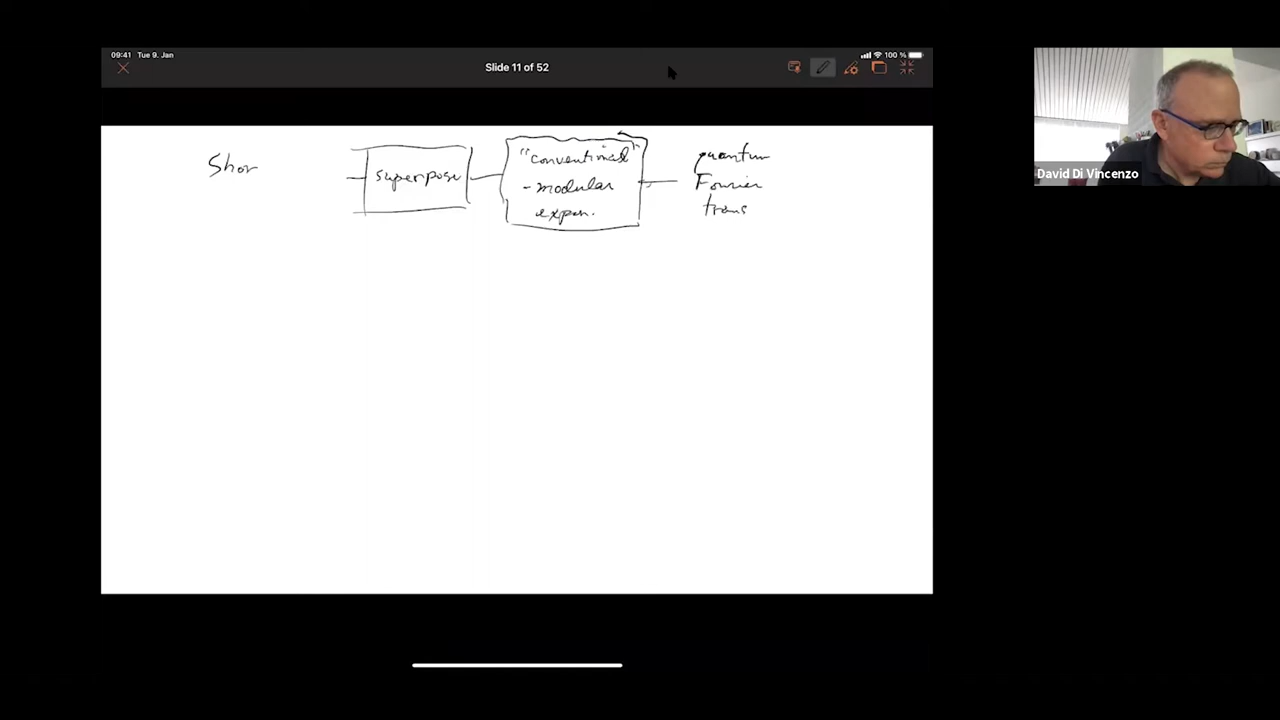 09:41 Tue 9. Jan
100 %
Slide 11 of 52
David Di Vincenzo
Shor
superpose
"conventional"
- modular
expon.
quantum
Fourier
trans